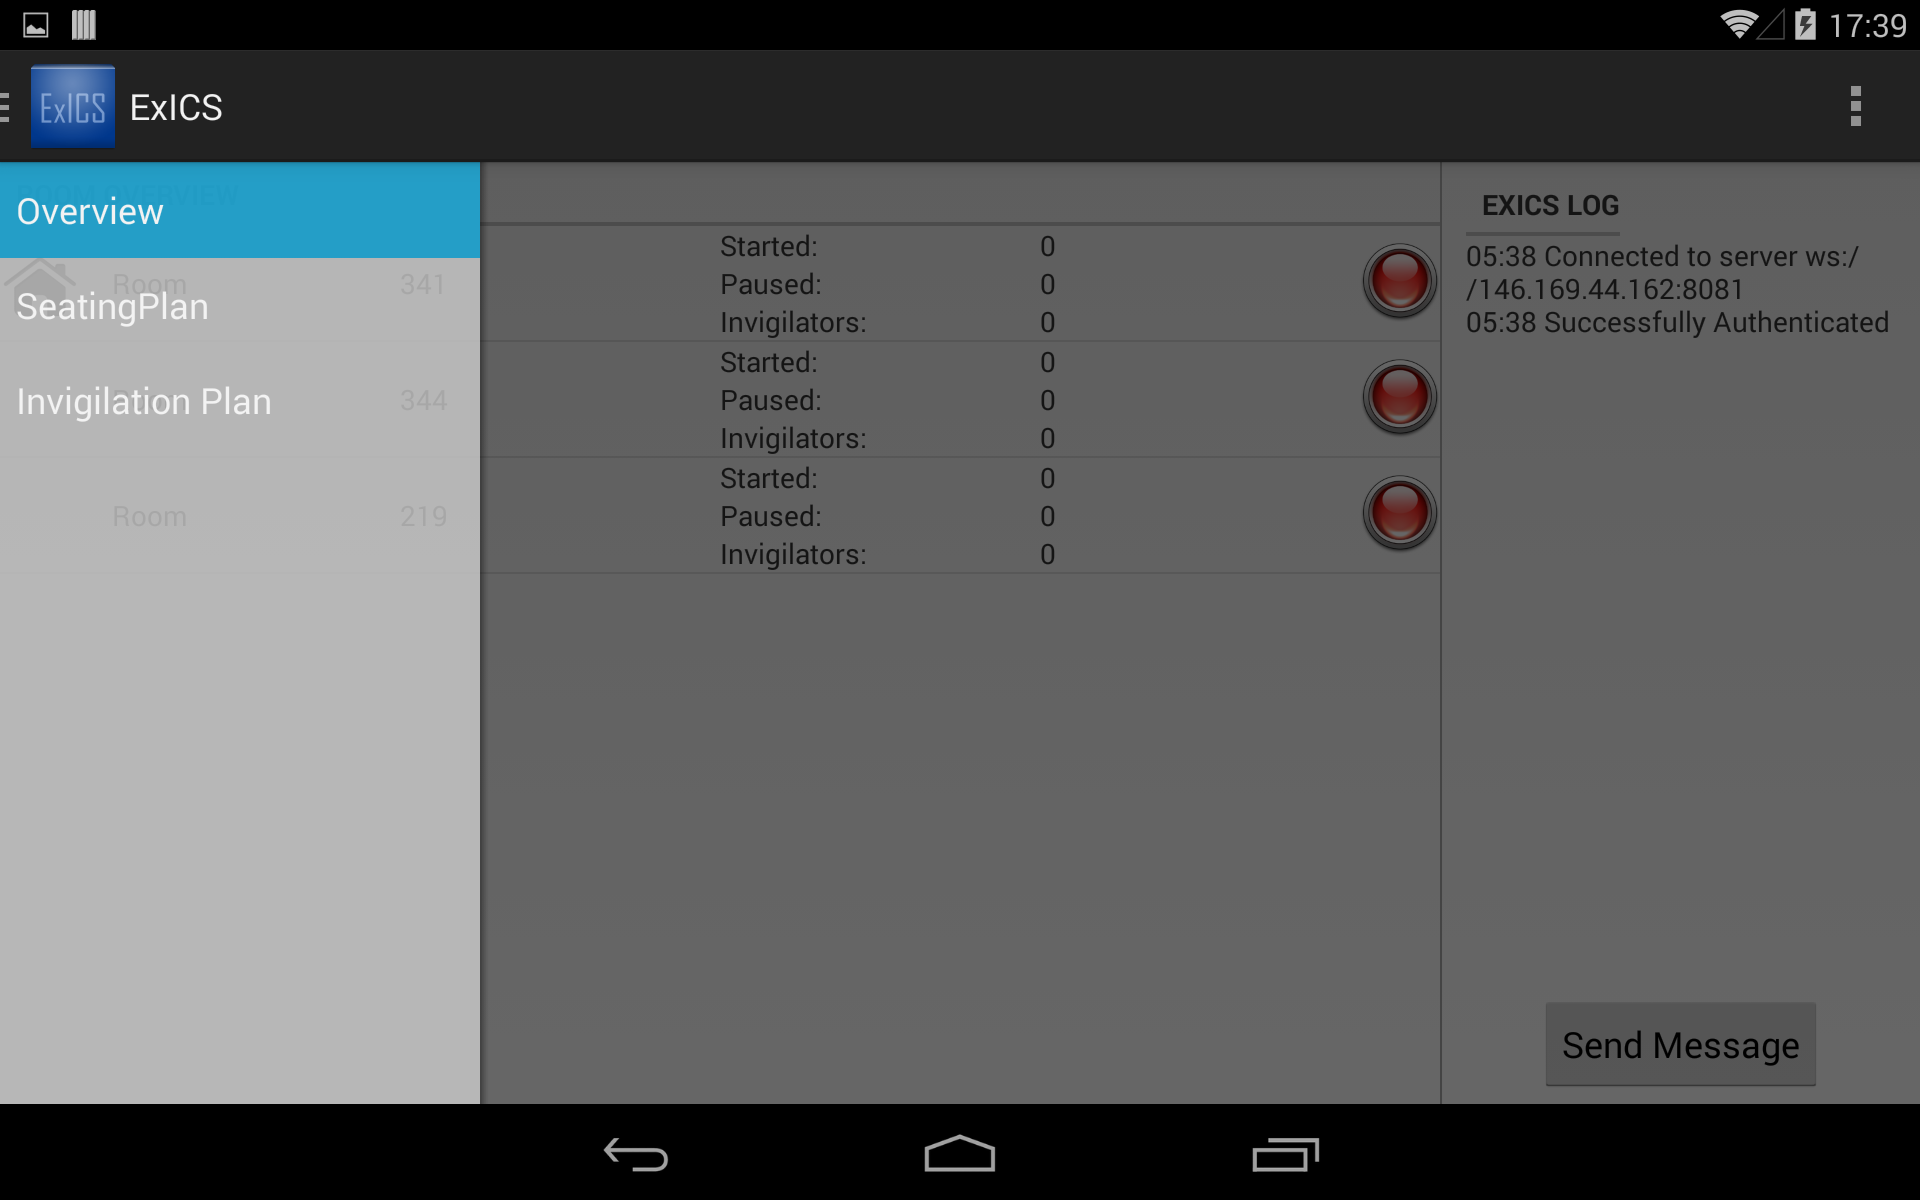 17:39
ExICS
ExICS
ROOM OVERVIEW
Overview
SeatingPlan
Invigilation Plan
Room 341
Started: 0
Paused: 0
Invigilators: 0
344
Started: 0
Paused: 0
Invigilators: 0
Room 219
Started: 0
Paused: 0
Invigilators: 0
EXICS LOG
05:38 Connected to server ws:/
/146.169.44.162:8081
05:38 Successfully Authenticated
Send Message